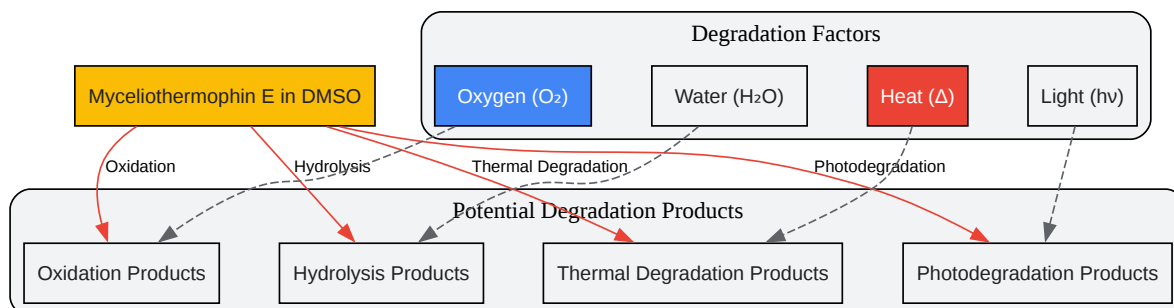 Degradation Factors
Myceliothermophin E in DMSO
Oxygen (O₂)
Water (H₂O)
Heat (Δ)
Light (hν)
Oxidation
Hydrolysis
Thermal Degradation
Photodegradation
Potential Degradation Products
Oxidation Products
Hydrolysis Products
Thermal Degradation Products
Photodegradation Products